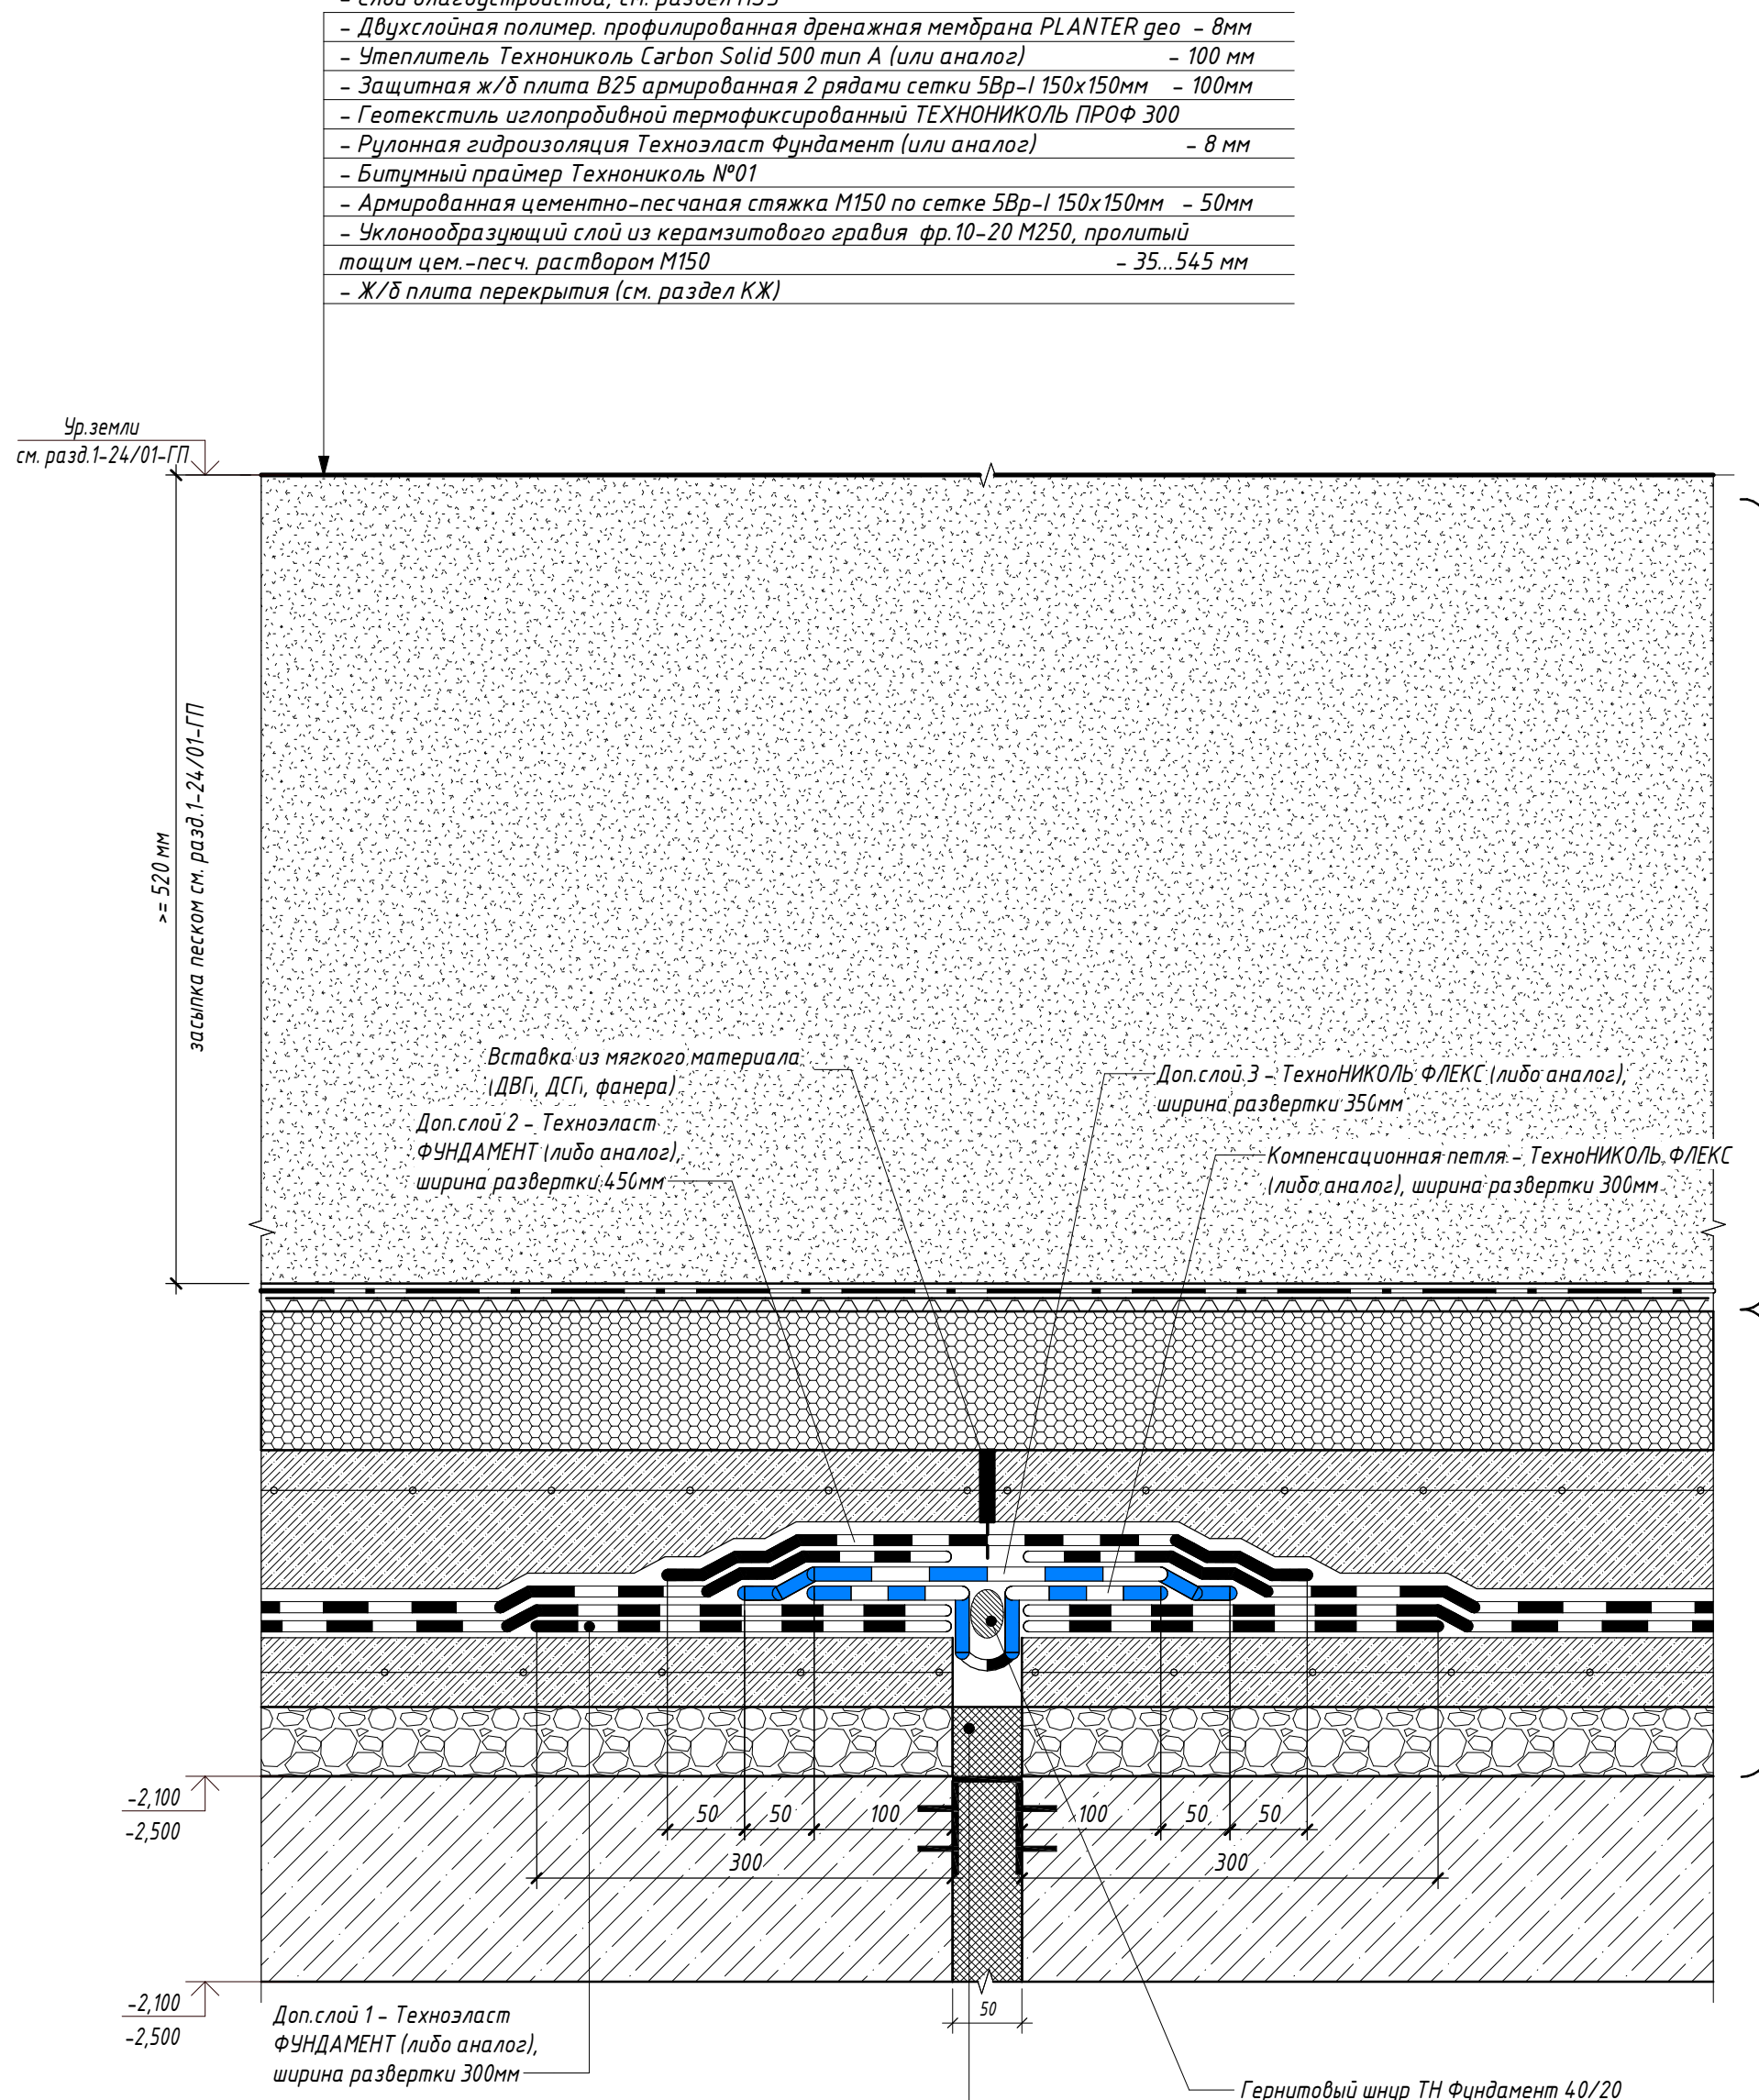 - Слой благоустройства, см. раздел
- Двухслойная полимер. профилированная дренажная мембрана PLANTER geo - 8мм
- Утеплитель Технониколь Carbon Solid 500 тип А (или аналог) - 100 мм
- Защитная ж/б плита В25 армированная 2 рядами сетки 5Вр-I 150х150мм - 100мм
- Геотекстиль иглопробивной термофиксированный ТЕХНОНИКОЛЬ ПРОФ 300
- Рулонная гидроизоляция Техноэласт Фундамент (или аналог) - 8 мм
- Битумный праймер Технониколь №01
- Армированная цементно-песчаная стяжка М150 по сетке 5Вр-I 150х150мм - 50мм
- Уклонообразующий слой из керамзитового гравия фр.10-20 М250, пролитый
тощим цем.-песч. раствором М150 - 35...545 мм
- Ж/б плита перекрытия (см. раздел КЖ)
Ур.земли
см. разд.1-24/01-ГП
>= 520 мм
засыпка песком см. разд.1-24/01-ГП
Вставка из мягкого материала
(ДВП, ДСП, фанера)
Доп.слой 2 - Техноэласт
ФУНДАМЕНТ (либо аналог),
ширина развертки 450мм
Доп.слой 3 - ТехноНИКОЛЬ ФЛЕКС (либо аналог),
ширина развертки 350мм
Компенсационная петля - ТехноНИКОЛЬ ФЛЕКС
(либо аналог), ширина развертки 300мм
-2,100
-2,500
50 50 100 100 50 50
300 300
-2,100
-2,500
50
Доп.слой 1 - Техноэласт
ФУНДАМЕНТ (либо аналог),
ширина развертки 300мм
Гернитовый шнур ТН Фундамент 40/20